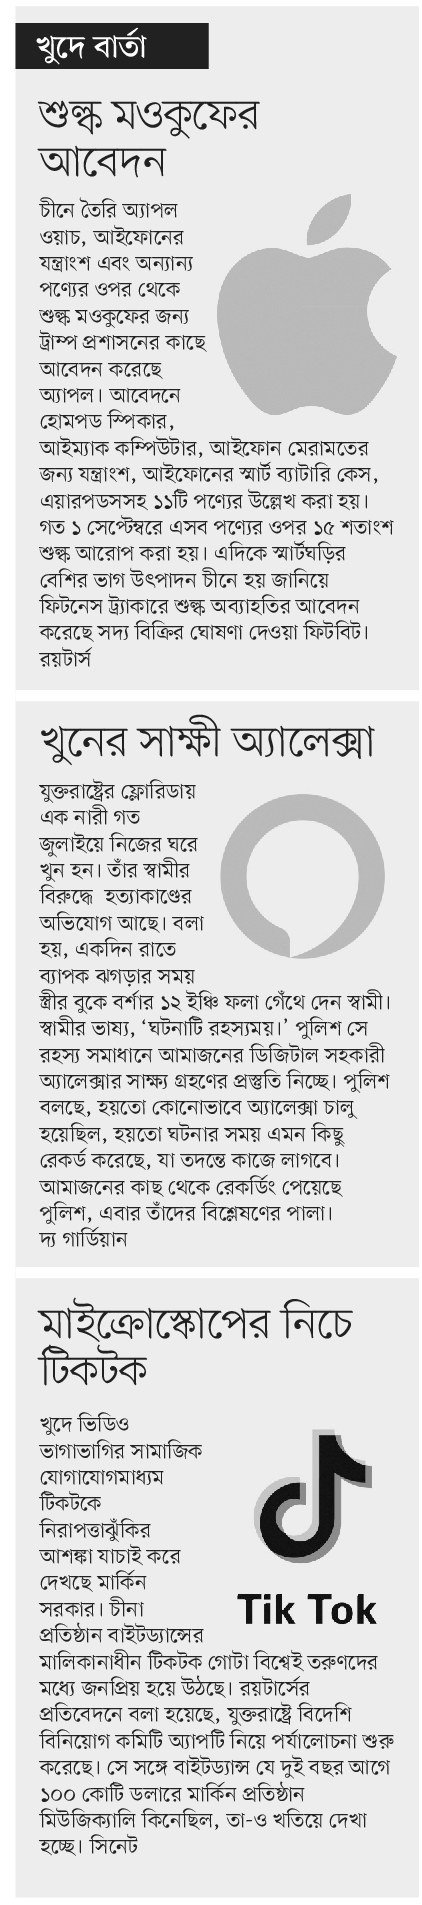 খুদে বার্তা
শুল্ক মওকুফের
আবেদন
চীনে তৈরি অ্যাপল
ওয়াচ, আইফোনের
যন্ত্রাংশ এবং অন্যান্য
পণ্যের ওপর থেকে
শুল্ক মওকুফের জন্য
ট্রাম্প প্রশাসনের কাছে
আবেদন করেছে
অ্যাপল। আবেদনে
হোমপড স্পিকার,
আইম্যাক কম্পিউটার, আইফোন মেরামতের
জন্য যন্ত্রাংশ, আইফোনের স্মার্ট ব্যাটারি কেস,
এয়ারপডসসহ ১১টি পণ্যের উল্লেখ করা হয়।
গত ১ সেপ্টেম্বরে এসব পণ্যের ওপর ১৫ শতাংশ
শুল্ক আরোপ করা হয়। এদিকে স্মার্টঘড়ির
বেশির ভাগ উৎপাদন চীনে হয় জানিয়ে
ফিটনেস ট্র্যাকারে শুল্ক অব্যাহতির আবেদন
করেছে সদ্য বিক্রির ঘোষণা দেওয়া ফিটবিট।
রয়টার্স
খুনের সাক্ষী অ্যালেক্সা
যুক্তরাষ্ট্রের ফ্লোরিডায়
এক নারী গত
জুলাইয়ে নিজের ঘরে
খুন হন। তাঁর স্বামীর
বিরুদ্ধে হত্যাকাণ্ডের
অভিযোগ আছে। বলা
হয়, একদিন রাতে
ব্যাপক ঝগড়ার সময়
স্ত্রীর বুকে বর্শার ১২ ইঞ্চি ফলা গেঁথে দেন স্বামী।
স্বামীর ভাষ্য, ‘ঘটনাটি রহস্যময়।’ পুলিশ সে
রহস্য সমাধানে আমাজনের ডিজিটাল সহকারী
অ্যালেক্সার সাক্ষ্য গ্রহণের প্রস্তুতি নিচ্ছে। পুলিশ
বলছে, হয়তো কোনোভাবে অ্যালেক্সা চালু
হয়েছিল, হয়তো ঘটনার সময় এমন কিছু
রেকর্ড করেছে, যা তদন্তে কাজে লাগবে।
আমাজনের কাছ থেকে রেকর্ডিং পেয়েছে
পুলিশ, এবার তাঁদের বিশ্লেষণের পালা।
দ্য গার্ডিয়ান
মাইক্রোস্কোপের নিচে
টিকটক
খুদে ভিডিও
ভাগাভাগির সামাজিক
যোগাযোগমাধ্যম
টিকটকে
নিরাপত্তাঝুঁকির
আশঙ্কা যাচাই করে
দেখছে মার্কিন
সরকার। চীনা
প্রতিষ্ঠান বাইটড্যান্সের
Tik Tok
মালিকানাধীন টিকটক গোটা বিশ্বেই তরুণদের
মধ্যে জনপ্রিয় হয়ে উঠছে। রয়টার্সের
প্রতিবেদনে বলা হয়েছে, যুক্তরাষ্ট্রে বিদেশি
বিনিয়োগ কমিটি অ্যাপটি নিয়ে পর্যালোচনা শুরু
করেছে। সে সঙ্গে বাইটড্যান্স যে দুই বছর আগে
১০০ কোটি ডলারে মার্কিন প্রতিষ্ঠান
মিউজিক্যালি কিনেছিল, তা-ও খতিয়ে দেখা
হচ্ছে। সিনেট